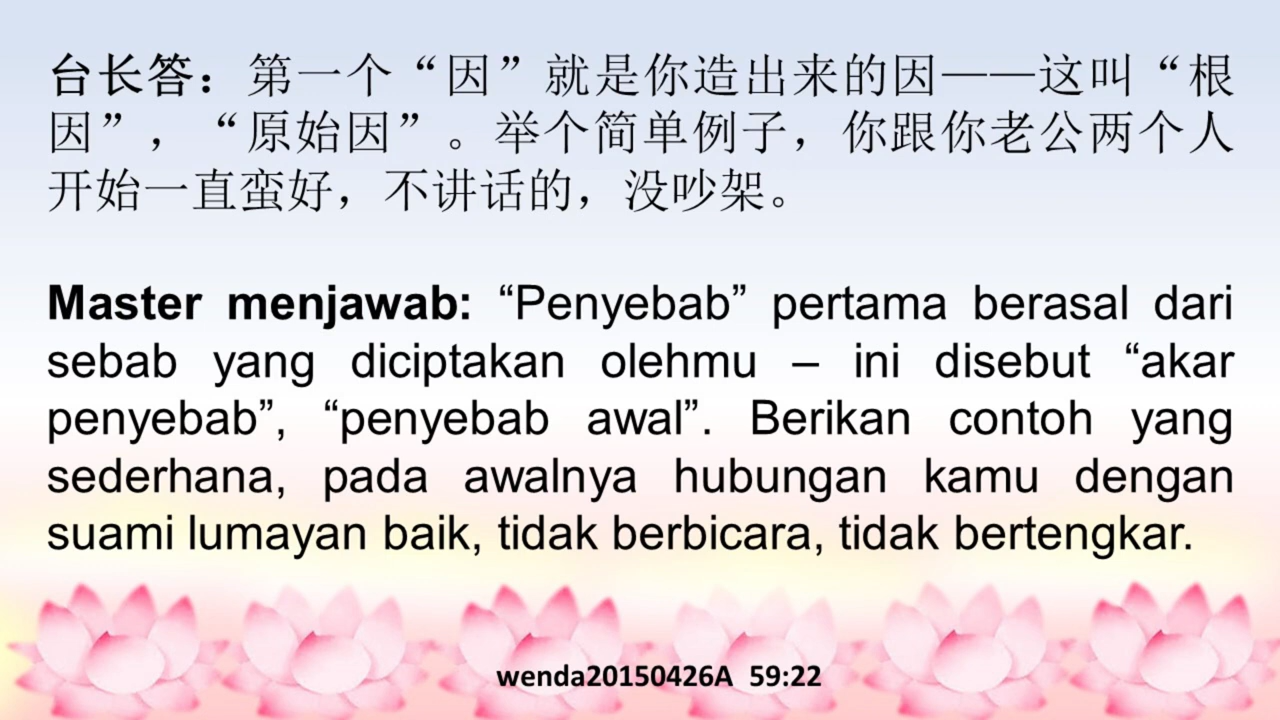 台长答：第一个“因”就是你造出来的因——这叫“根
因”，“原始因”。举个简单例子，你跟你老公两个人
开始一直蛮好，不讲话的，没吵架。
Master menjawab: “Penyebab” pertama berasal dari
sebab yang diciptakan olehmu – ini disebut “akar
penyebab”, “penyebab awal”. Berikan contoh yang
sederhana, pada awalnya hubungan kamu dengan
suami lumayan baik, tidak berbicara, tidak bertengkar.
wenda20150426A 59:22